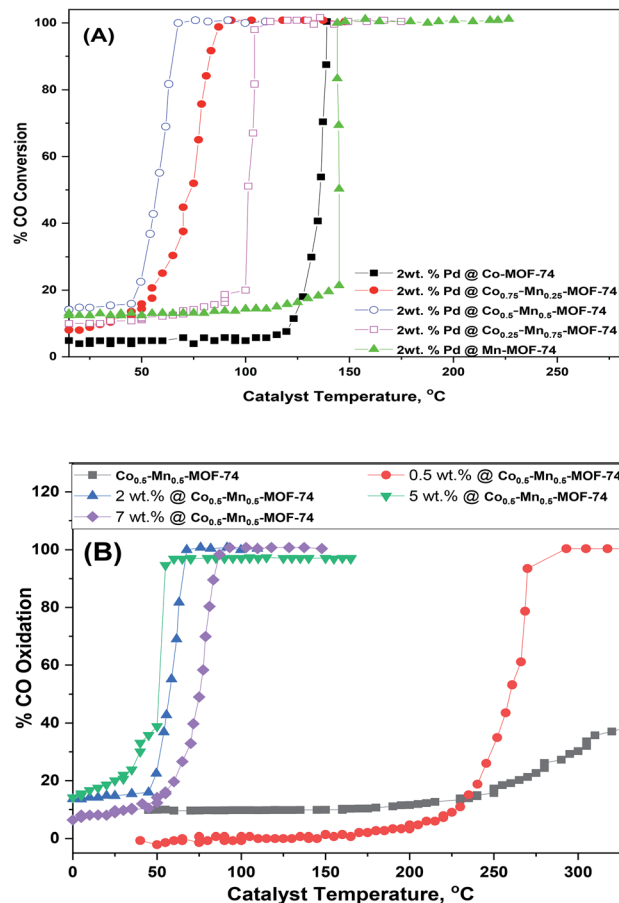 (A)
100
80
60
40
20
0
% CO Conversion
2wt. % Pd @ Co-MOF-74
2wt. % Pd @ Co₀.₇₅-Mn₀.₂₅-MOF-74
2wt. % Pd @ Co₀.₅-Mn₀.₅-MOF-74
2wt. % Pd @ Co₀.₂₅-Mn₀.₇₅-MOF-74
2wt. % Pd @ Mn-MOF-74
50 100 150 200 250
Catalyst Temperature, °C
Co₀.₅-Mn₀.₅-MOF-74 0.5 wt.% @ Co₀.₅-Mn₀.₅-MOF-74
2 wt.% @ Co₀.₅-Mn₀.₅-MOF-74 5 wt.% @ Co₀.₅-Mn₀.₅-MOF-74
7 wt.% @ Co₀.₅-Mn₀.₅-MOF-74
(B)
120
100
80
60
40
20
0
% CO Oxidation
0 50 100 150 200 250 300
Catalyst Temperature, °C